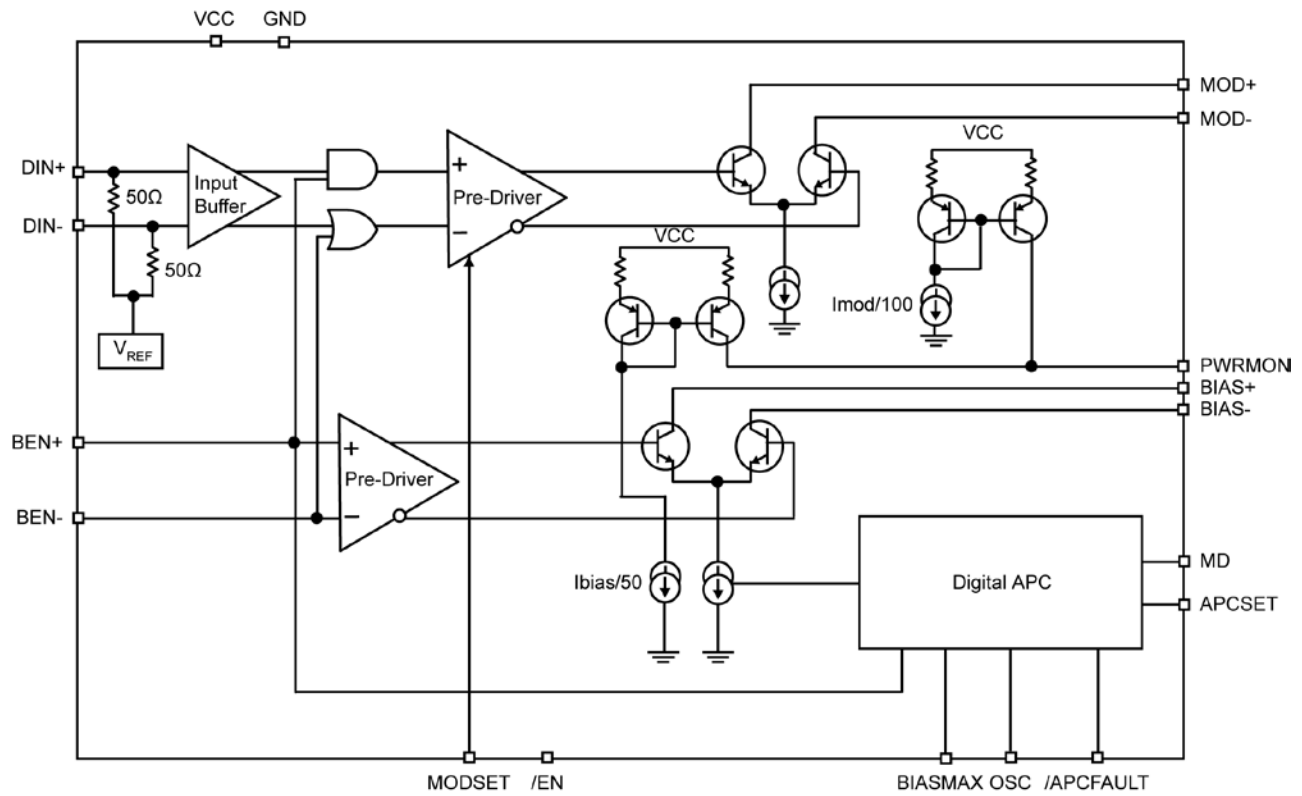 VCC GND
MOD+
MOD-
VCC
DIN+
50Ω
Input
Buffer
+
Pre-Driver
−
DIN-
50Ω
VCC
Imod/100
VREF
PWRMON
BIAS+
BIAS-
BEN+
+
Pre-Driver
−
BEN-
Ibias/50
Digital APC
MD
APCSET
MODSET /EN BIASMAX OSC /APCFAULT